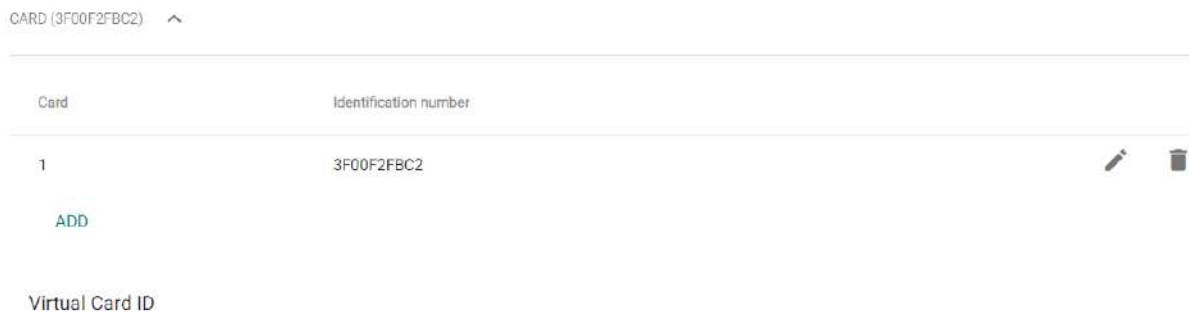 CARD (3F00F2FBC2)
Card Identification number
1 3F00F2FBC2
ADD
Virtual Card ID